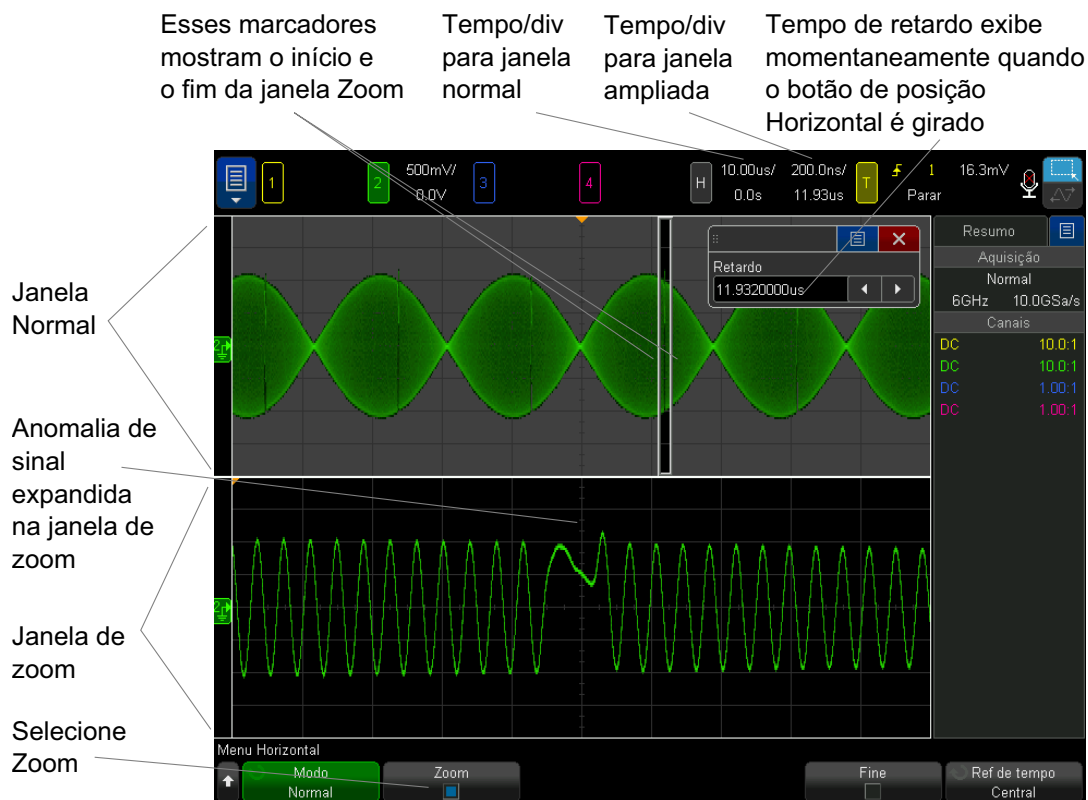 Esses marcadores
mostram o início e
o fim da janela Zoom
Tempo/div
para janela
normal
Tempo/div
para janela
ampliada
Tempo de retardo exibe
momentaneamente quando
o botão de posição
Horizontal é girado
1
2
500mV/
0.0V
3
4
H
10.00us/
0.0s
200.0ns/
11.93us
T
1
Parar
16.3mV
Retardo
11.9320000us
Resumo
Aquisição
Normal
6GHz 10.0GSa/s
Canais
DC 10.0:1
DC 10.0:1
DC 1.00:1
DC 1.00:1
Janela
Normal
2
Anomalia de
sinal
expandida
na janela de
zoom
2
Janela de
zoom
Selecione
Zoom
Menu Horizontal
Modo
Normal
Zoom
Fine
Ref de tempo
Central